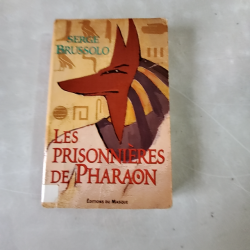 SERGE
BRUSSOLO
LES
PRISONNIÈRES
DE PHARAON
ÉDITIONS DU MASQUE